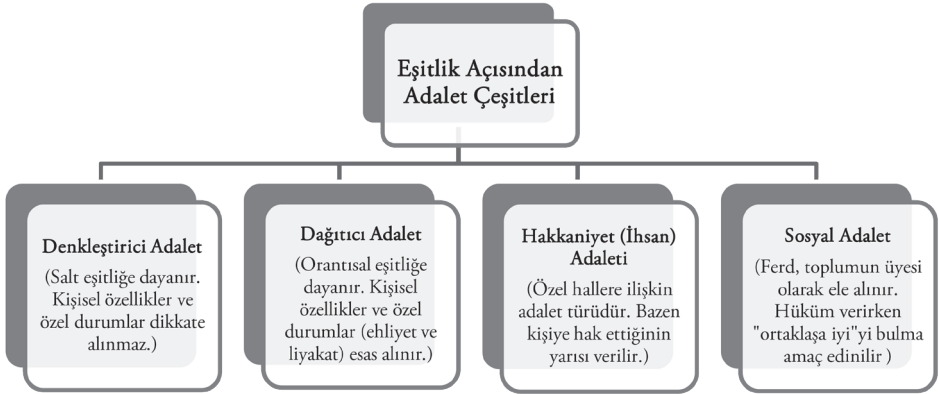 Eşitlik Açısından
Adalet Çeşitleri
Denkleştirici Adalet
(Salt eşitliğe dayanır.
Kişisel özellikler ve
özel durumlar dikkate
alınmaz.)
Dağıtıcı Adalet
(Orantısal eşitliğe
dayanır. Kişisel
özellikler ve özel
durumlar (ehliyet ve
liyakat) esas alınır.)
Hakkaniyet (İhsan)
Adaleti
(Özel hallere ilişkin
adalet türüdür. Bazen
kişiye hak ettiğinin
yarısı verilir.)
Sosyal Adalet
(Ferd, toplumun üyesi
olarak ele alınır.
Hüküm verirken
"ortaklaşa iyi"yi bulma
amaç edinilir )